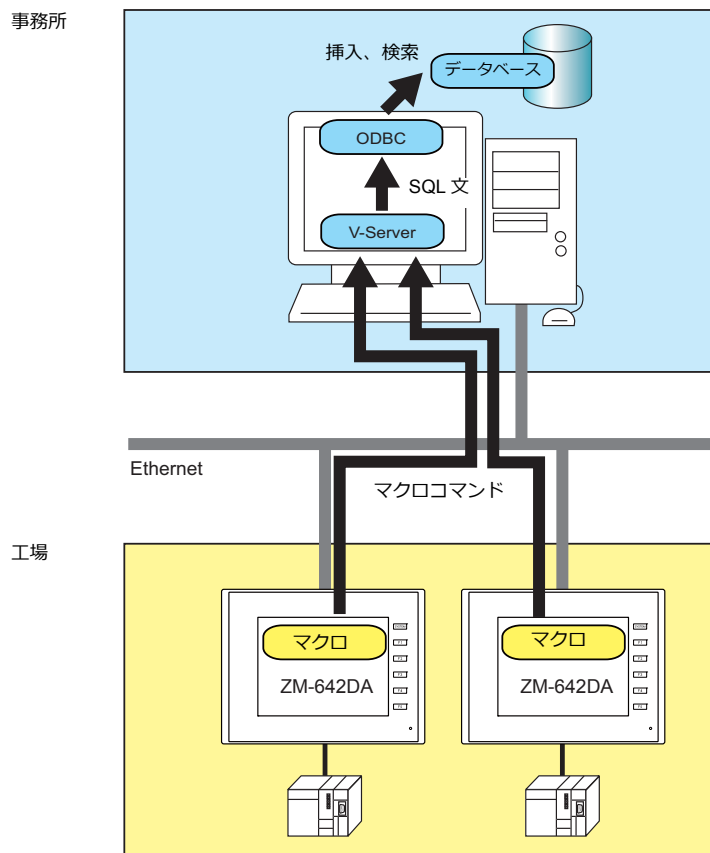 事務所
挿入、検索
データベース
ODBC
SQL 文
V-Server
Ethernet
マクロコマンド
工場
マクロ
マクロ
ZM-642DA
ZM-642DA